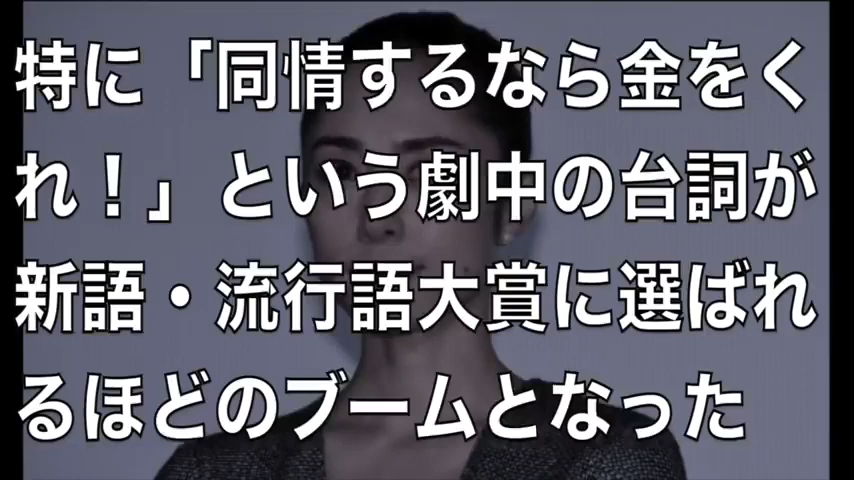 特に「同情するなら金をく
れ！」という劇中の台詞が
新語・流行語大賞に選ばれ
るほどのブームとなった